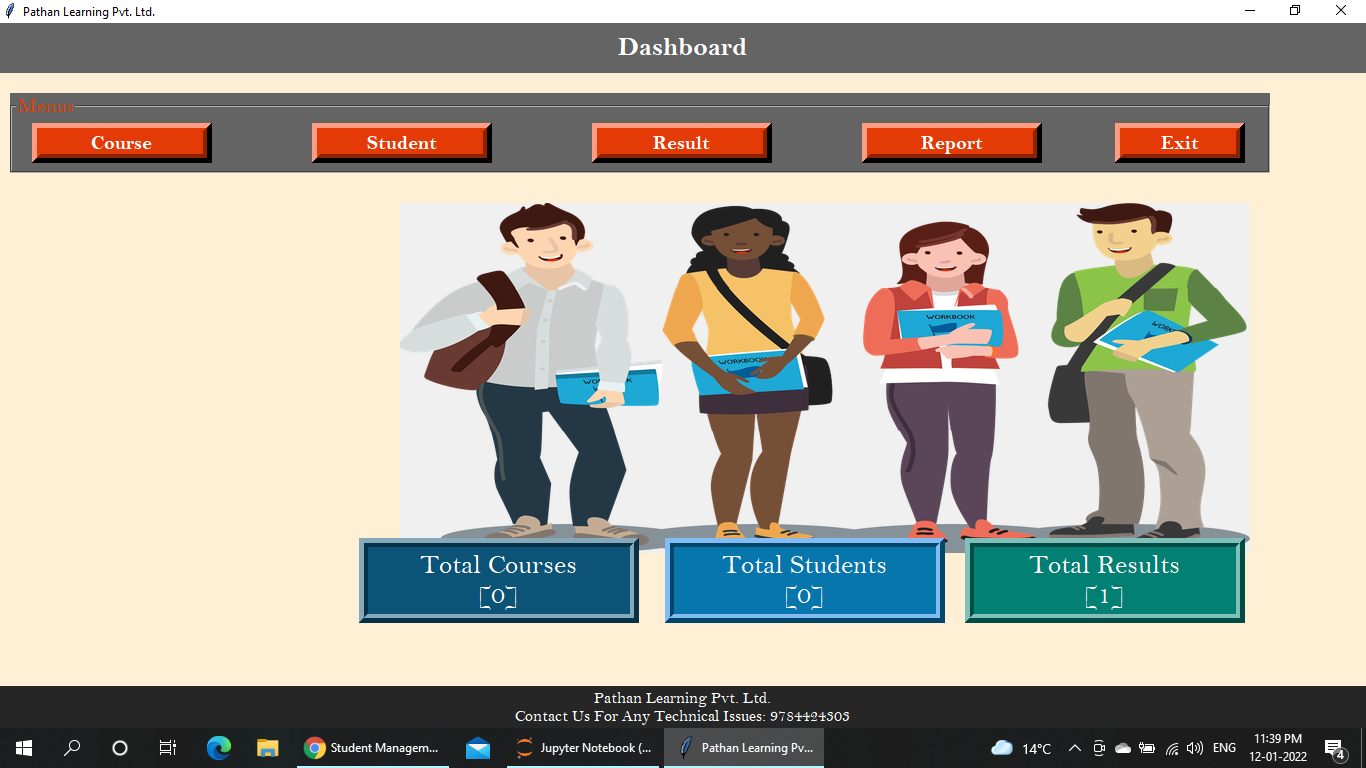 Pathan Learning Pvt. Ltd.
Dashboard
Menus
Course Student Result Report Exit
WORKBOOK
WORKBOOK
Total Courses
[0]
Total Students
[0]
Total Results
[1]
Pathan Learning Pvt. Ltd.
Contact Us For Any Technical Issues: 9784424303
Student Managem...
Jupyter Notebook (...
Pathan Learning Pv...
14°C
ENG
11:39 PM
12-01-2022
4